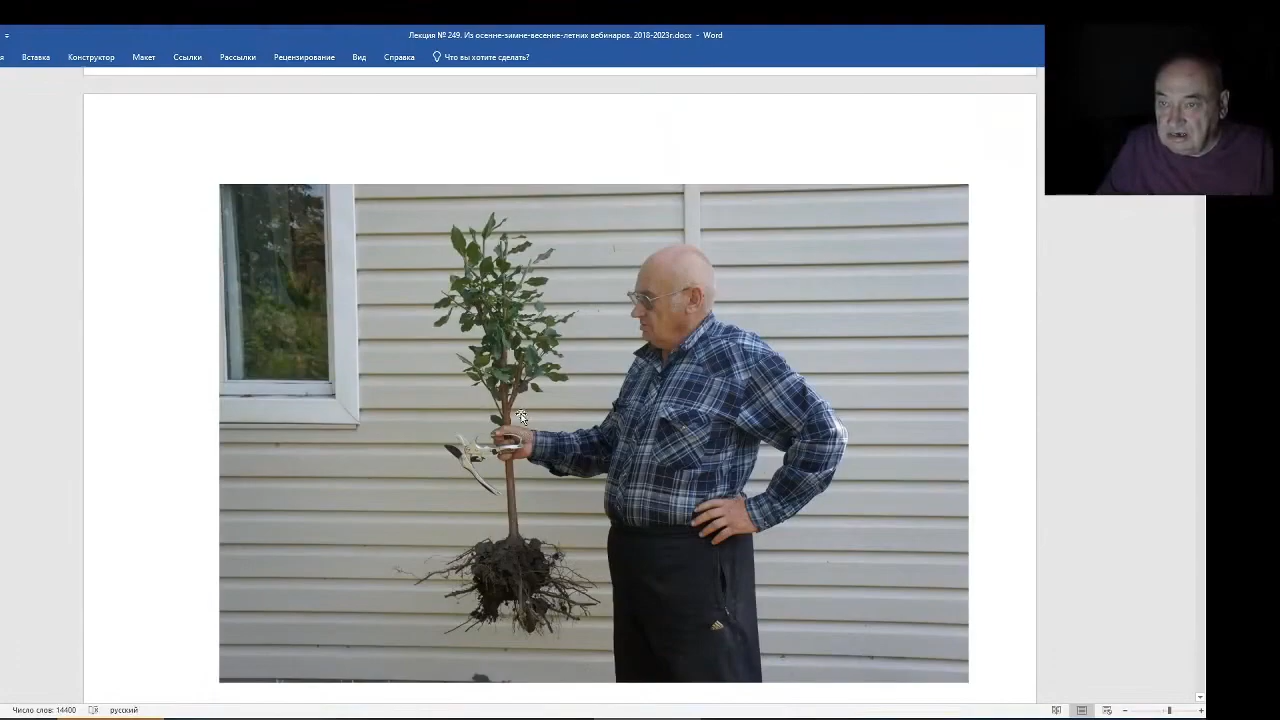 Лекция № 249. Из осенне-зимне-весенне-летних вебинаров. 2018-2023г.docx - Word
я Вставка Конструктор Макет Ссылки Рассылки Рецензирование Вид Справка Что вы хотите сделать?
Число слов: 14400 русский